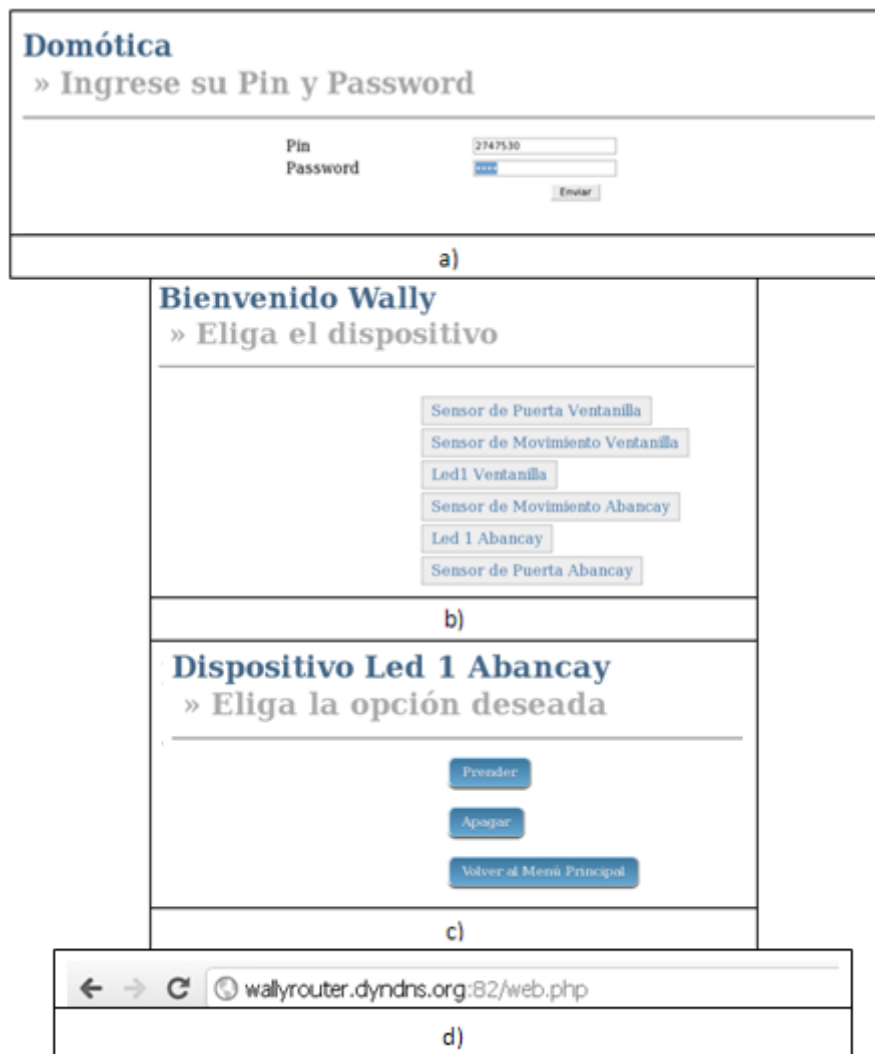 Domótica
» Ingrese su Pin y Password
Pin 2747530
Password ••••
Enviar
a)
Bienvenido Wally
» Eliga el dispositivo
Sensor de Puerta Ventanilla
Sensor de Movimiento Ventanilla
Led1 Ventanilla
Sensor de Movimiento Abancay
Led 1 Abancay
Sensor de Puerta Abancay
b)
Dispositivo Led 1 Abancay
» Eliga la opción deseada
Prender
Apagar
Volver al Menú Principal
c)
wallyrouter.dyndns.org:82/web.php
d)